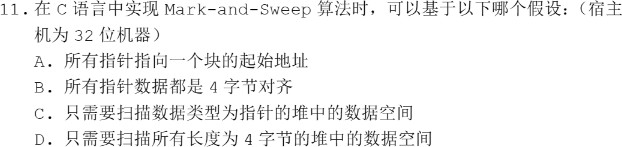 11.在 C 语言中实现 Mark-and-Sweep 算法时，可以基于以下哪个假设：（宿主
机为 32 位机器）
A．所有指针指向一个块的起始地址
B．所有指针数据都是 4 字节对齐
C．只需要扫描数据类型为指针的堆中的数据空间
D．只需要扫描所有长度为 4 字节的堆中的数据空间